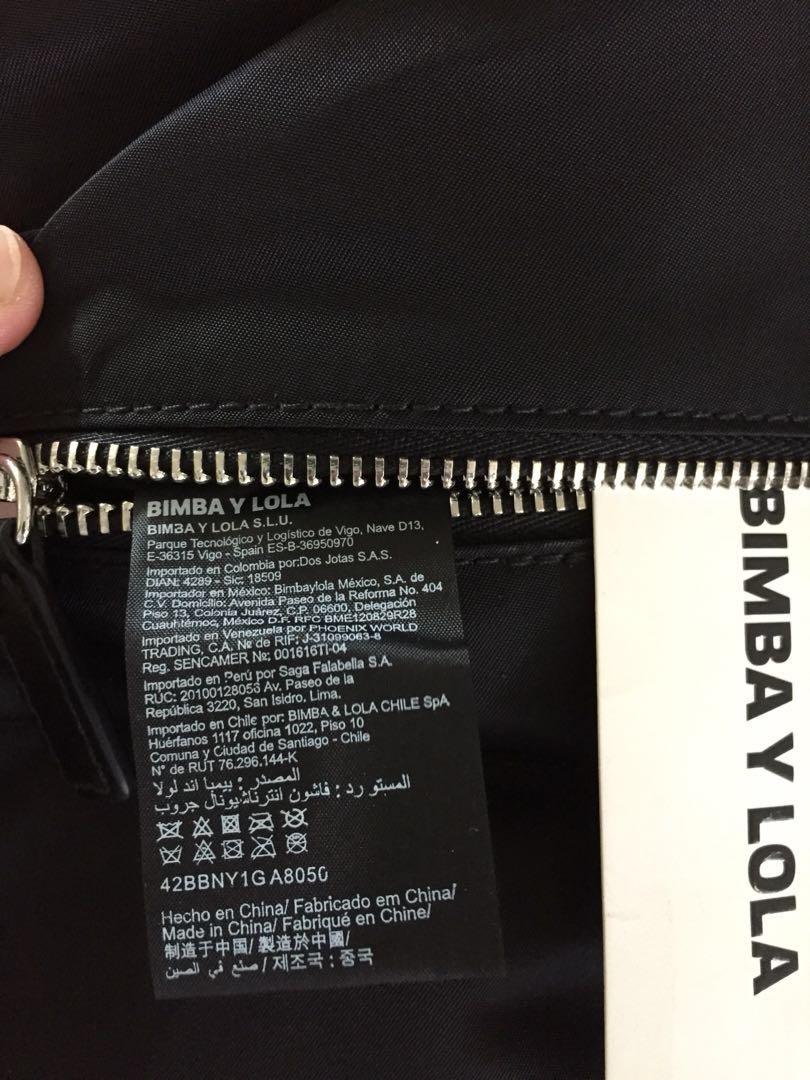 BIMBA Y LOLA
BIMBA Y LOLA S.L.U.
Parque Tecnológico y Logístico de Vigo, Nave D13,
E-36315 Vigo - Spain ES-B-36950970
Importado en Colombia por:Dos Jotas S.A.S.
DIAN: 4289 - Sic: 18509
Importador en México: Bimbaylola México, S.A. de
C.V. Domicilio: Avenida Paseo de la Reforma No. 404
Piso 13, Colonia Juárez, C.P. 06600, Delegación
Cuauhtémoc, México D.F. RFC BME120829R28
Importado en Venezuela por PHOENIX WORLD
TRADING, C.A. Nº de RIF: J-31099063-8
Reg. SENCAMER Nº: 001616TI-04
Importado en Perú por Saga Falabella S.A.
RUC: 20100128056 Av. Paseo de la
República 3220, San Isidro, Lima.
Importado en Chile por: BIMBA & LOLA CHILE SpA
Huérfanos 1117 oficina 1022, Piso 10
Comuna y Ciudad de Santiago - Chile
Nº de RUT 76.296.144-K
المصدر : بيمبا اند لولا
المستورد : فاشون انترناشيونال جروب
42BBNY1GA8050
Hecho en China/ Fabricado em China/
Made in China/ Fabriqué en Chine/
制造于中国/ 製造於中國/
صنع في الصين / 제조국 : 중국
BIMBA Y LOLA